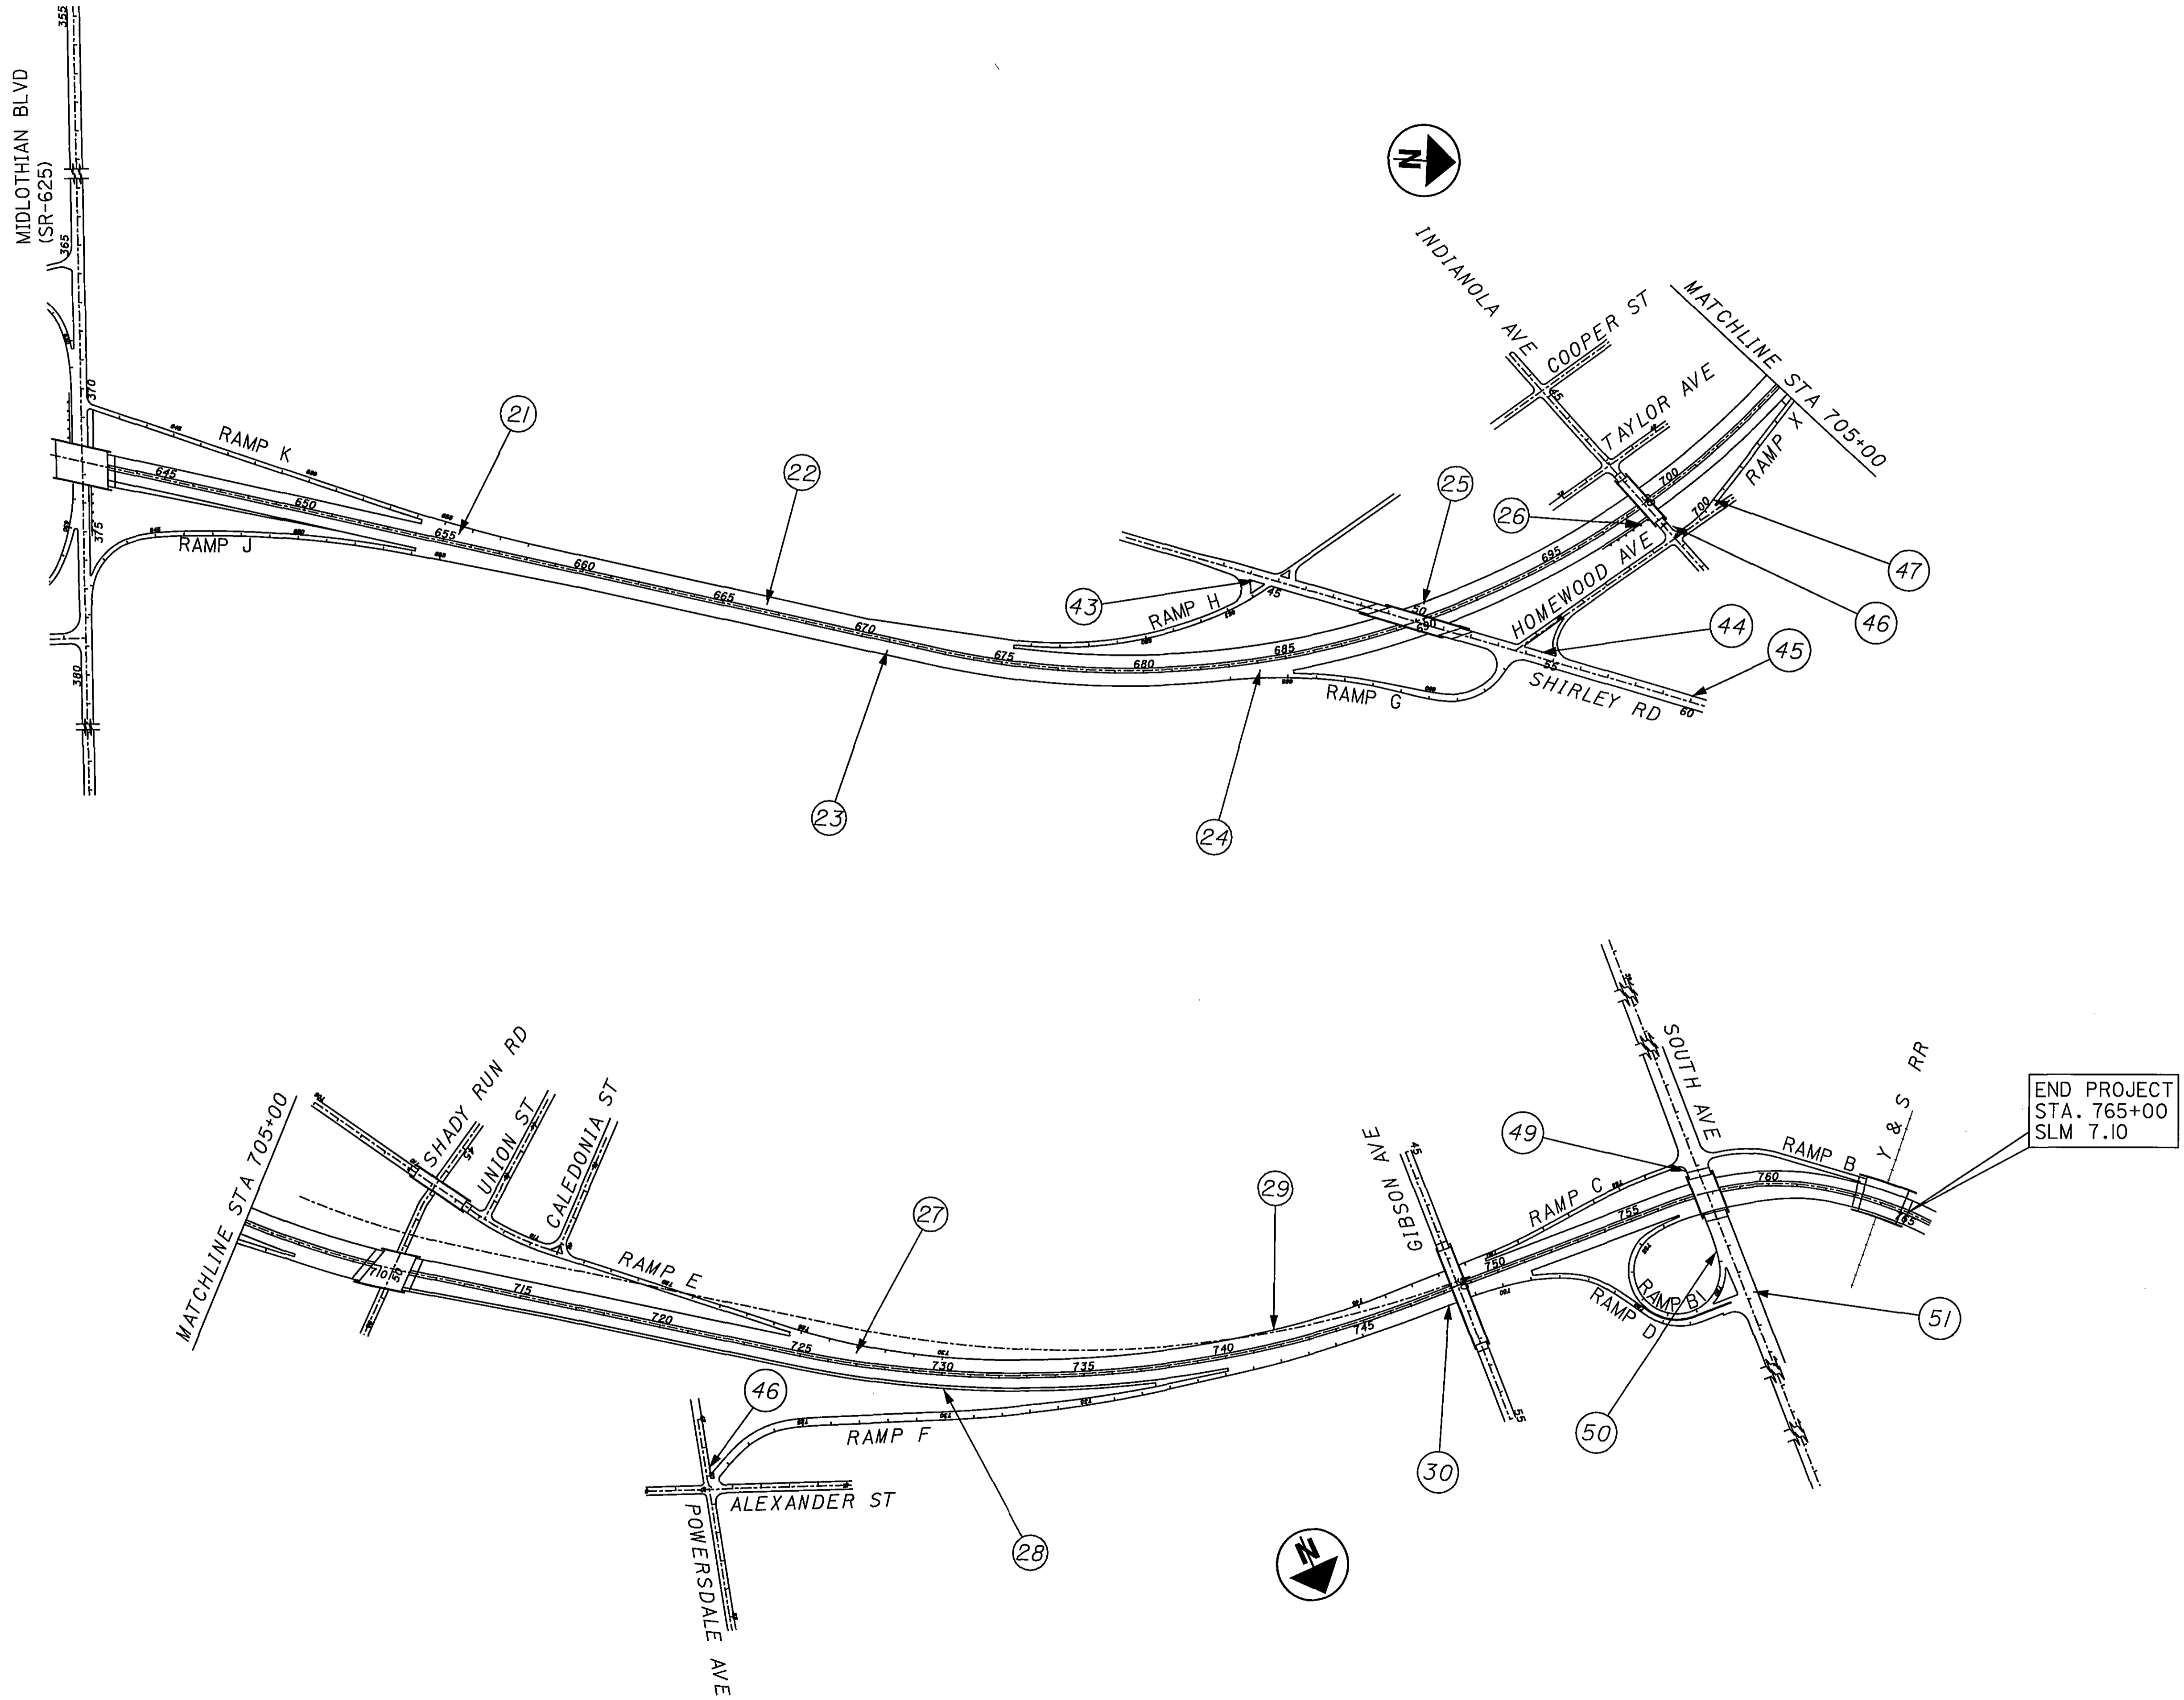 355
MIDLOTHIAN BLVD
(SR-625)
365
370
375
380
RAMP K
RAMP J
645
650
655
660
665
670
675
680
685
690
695
700
21
22
23
24
25
26
43
44
45
46
47
N
INDIANOLA AVE
COOPER ST
45
TAYLOR AVE
MATCHLINE STA 705+00
RAMP X
700
HOMEWOOD AVE
RAMP H
45
50
55
60
RAMP G
SHIRLEY RD
MATCHLINE STA 705+00
SHADY RUN RD
45
50
UNION ST
CALEDONIA ST
RAMP E
27
28
29
30
46
49
50
51
710
715
720
725
730
735
740
745
750
755
760
765
RAMP F
ALEXANDER ST
POWERSDALE AVE
GIBSON AVE
45
55
RAMP C
RAMP D
RAMP B1
SOUTH AVE
RAMP B
Y & S RR
END PROJECT
STA. 765+00
SLM 7.10
N